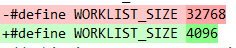 -#define WORKLIST_SIZE 32768
+#define WORKLIST_SIZE 4096